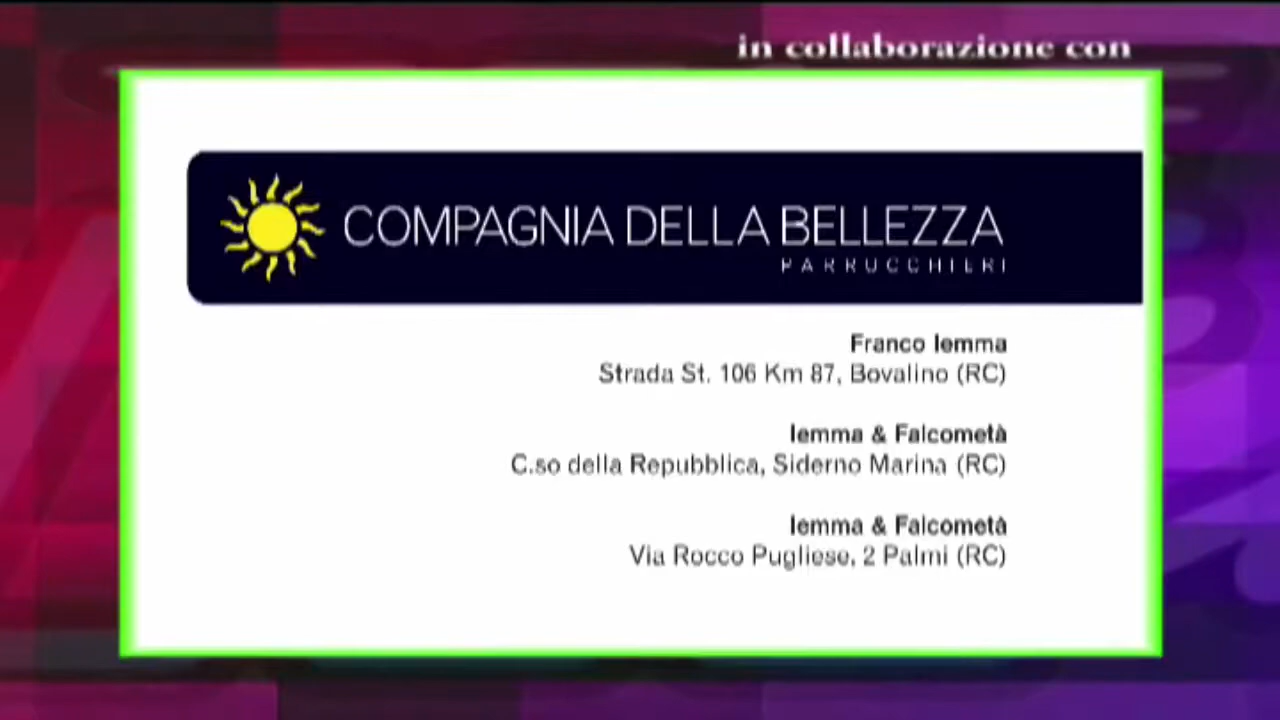 in collaborazione con
COMPAGNIA DELLA BELLEZZA
PARRUCCHIERI
Franco Iemma
Strada St. 106 Km 87, Bovalino (RC)
Iemma & Falcometà
C.so della Repubblica, Siderno Marina (RC)
Iemma & Falcometà
Via Rocco Pugliese, 2 Palmi (RC)